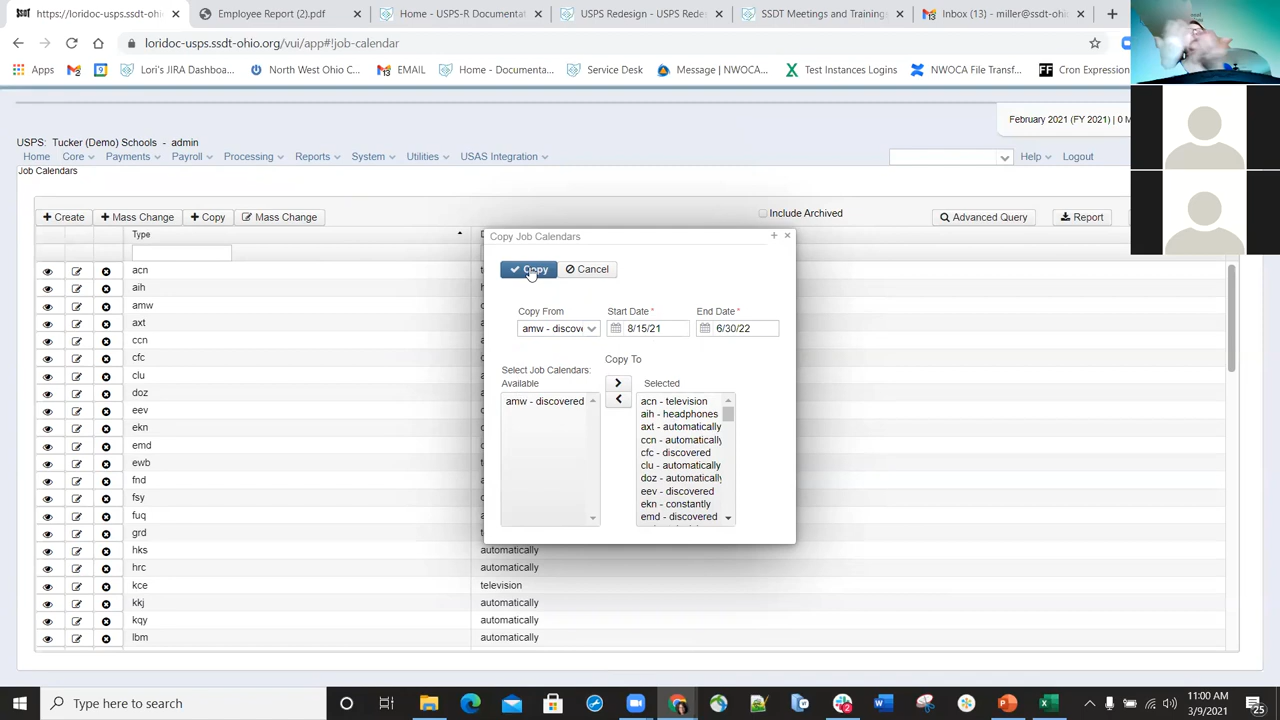 https://loridoc-usps.ssdt-ohio.org/ Employee Report (2).pdf Home - USPS-R Documentat USPS Redesign - USPS Rede SSDT Meetings and Trainings Inbox (13) - miller@ssdt-ohio
loridoc-usps.ssdt-ohio.org/vui/app#!job-calendar
Apps Lori's JIRA Dashboa... North West Ohio C... EMAIL Home - Documenta... Service Desk Message | NWOCA... Test Instances Logins NWOCA File Transf... Cron Expression
February 2021 (FY 2021) | 0 M
USPS: Tucker (Demo) Schools - admin
Home Core Payments Payroll Processing Reports System Utilities USAS Integration Help Logout
Job Calendars
+ Create + Mass Change + Copy Mass Change Include Archived Advanced Query Report
Type
acn
aih
amw
axt
ccn
cfc
clu
doz
eev
ekn
emd
ewb
fnd
fsy
fuq
grd
hks automatically
hrc automatically
kce television
kkj automatically
kqy automatically
lbm automatically
Copy Job Calendars
Copy Cancel
Copy From Start Date * End Date *
amw - discov 8/15/21 6/30/22
Copy To
Select Job Calendars:
Available Selected
amw - discovered
acn - television
aih - headphones
axt - automatically
ccn - automatically
cfc - discovered
clu - automatically
doz - automatically
eev - discovered
ekn - constantly
emd - discovered
Type here to search
11:00 AM
3/9/2021
25